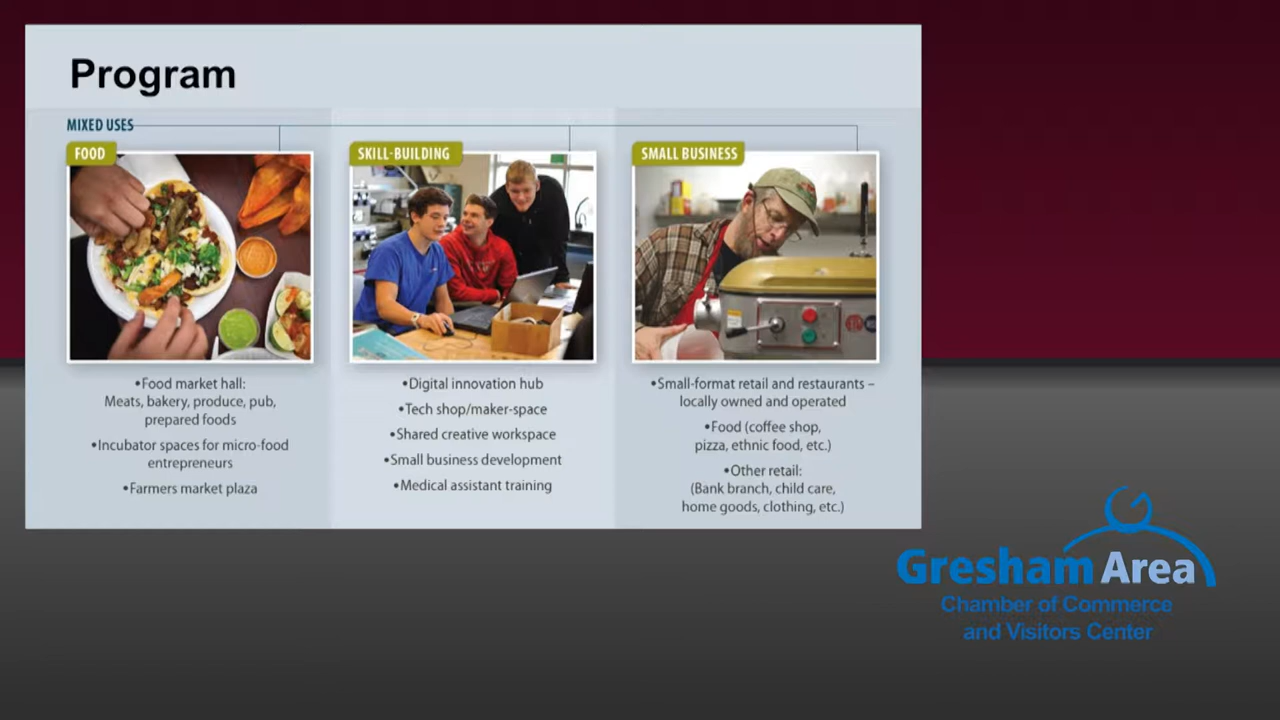 Program
MIXED USES
FOOD
•Food market hall:
Meats, bakery, produce, pub,
prepared foods
•Incubator spaces for micro-food
entrepreneurs
•Farmers market plaza
SKILL-BUILDING
•Digital innovation hub
•Tech shop/maker-space
•Shared creative workspace
•Small business development
•Medical assistant training
SMALL BUSINESS
•Small-format retail and restaurants –
locally owned and operated
•Food (coffee shop,
pizza, ethnic food, etc.)
•Other retail:
(Bank branch, child care,
home goods, clothing, etc.)
Gresham Area
Chamber of Commerce
and Visitors Center